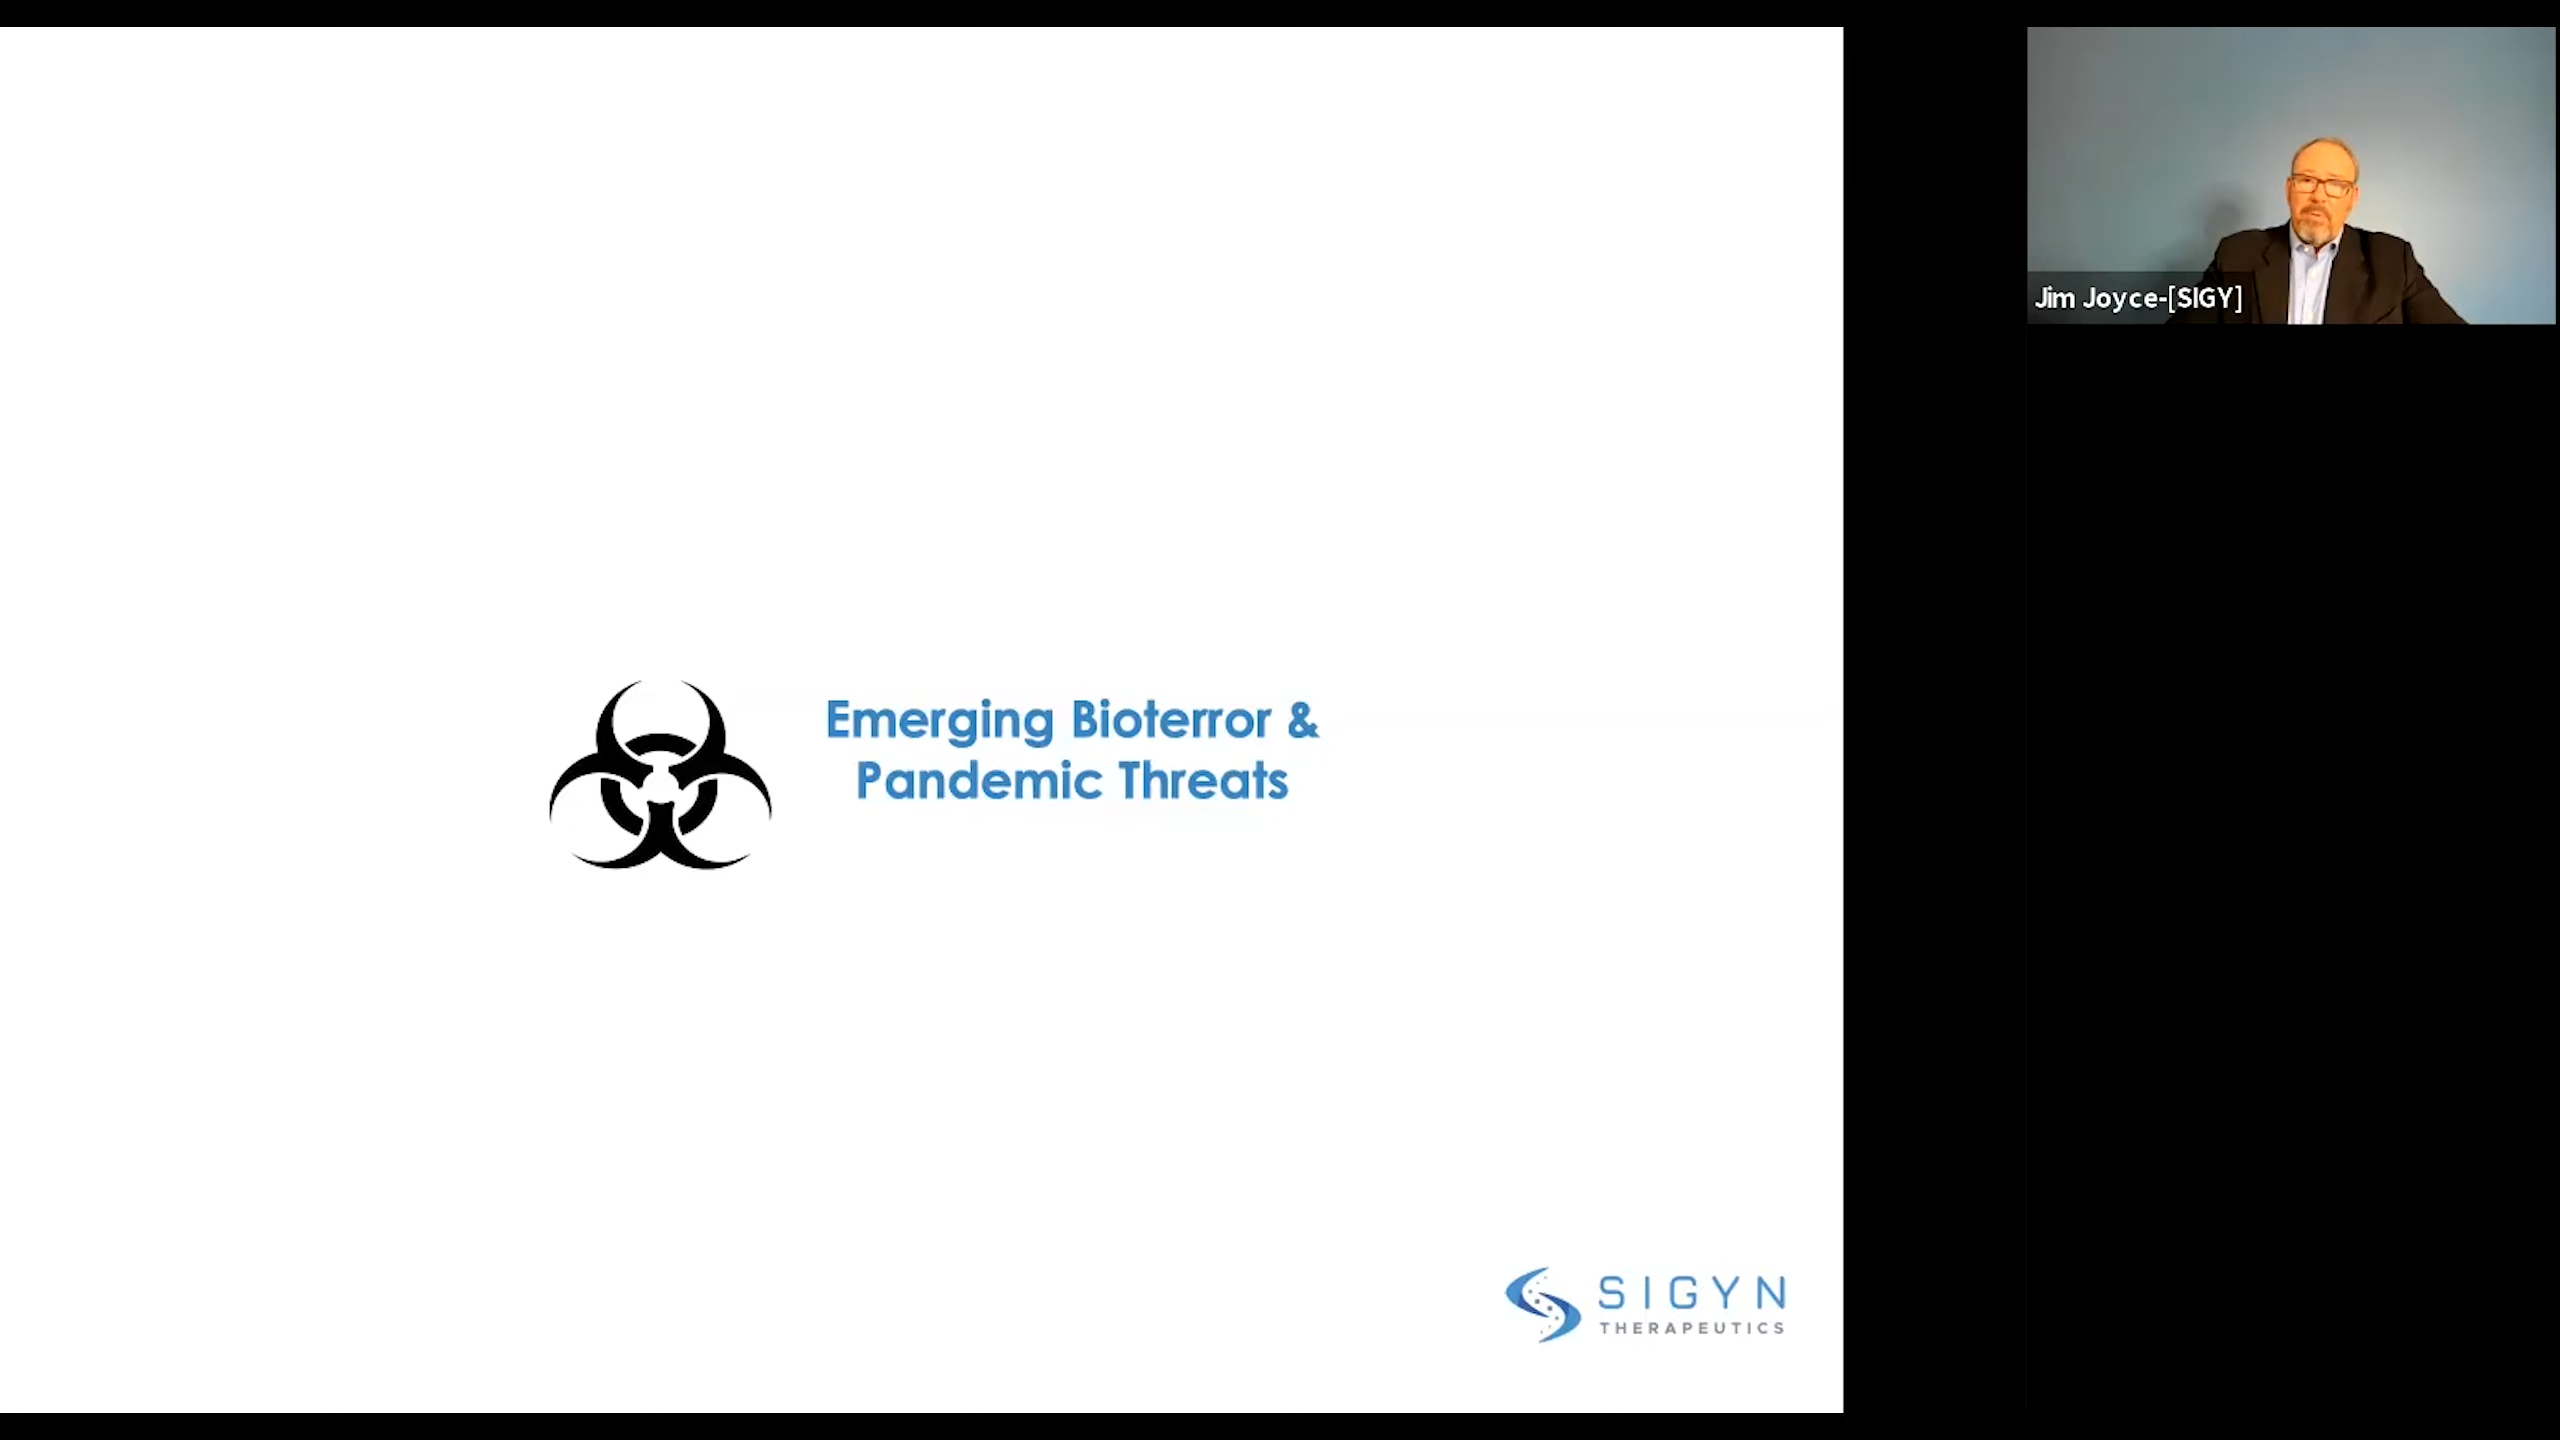 Emerging Bioterror &
Pandemic Threats
SIGYN
THERAPEUTICS
Jim Joyce-[SIGY]